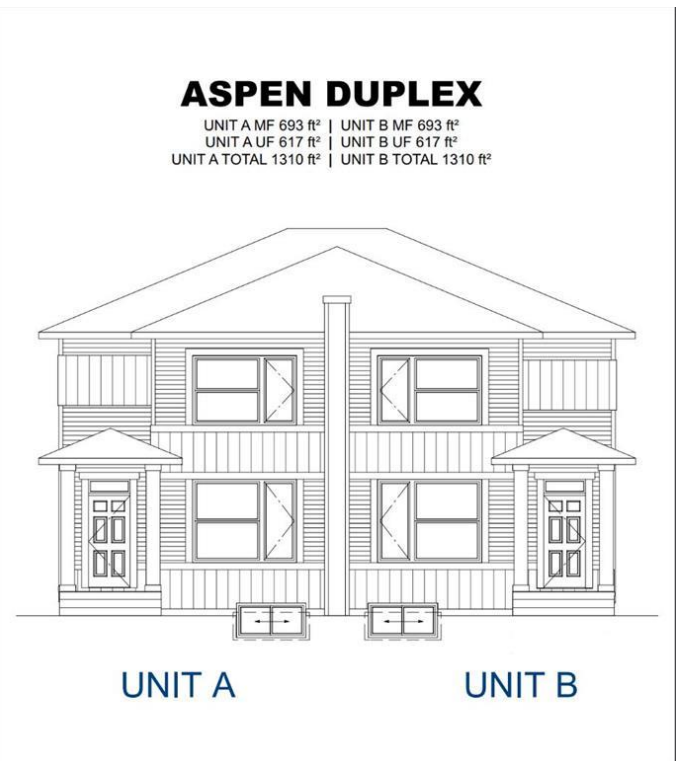 ASPEN DUPLEX
UNIT A MF 693 ft² | UNIT B MF 693 ft²
UNIT A UF 617 ft² | UNIT B UF 617 ft²
UNIT A TOTAL 1310 ft² | UNIT B TOTAL 1310 ft²
UNIT A
UNIT B